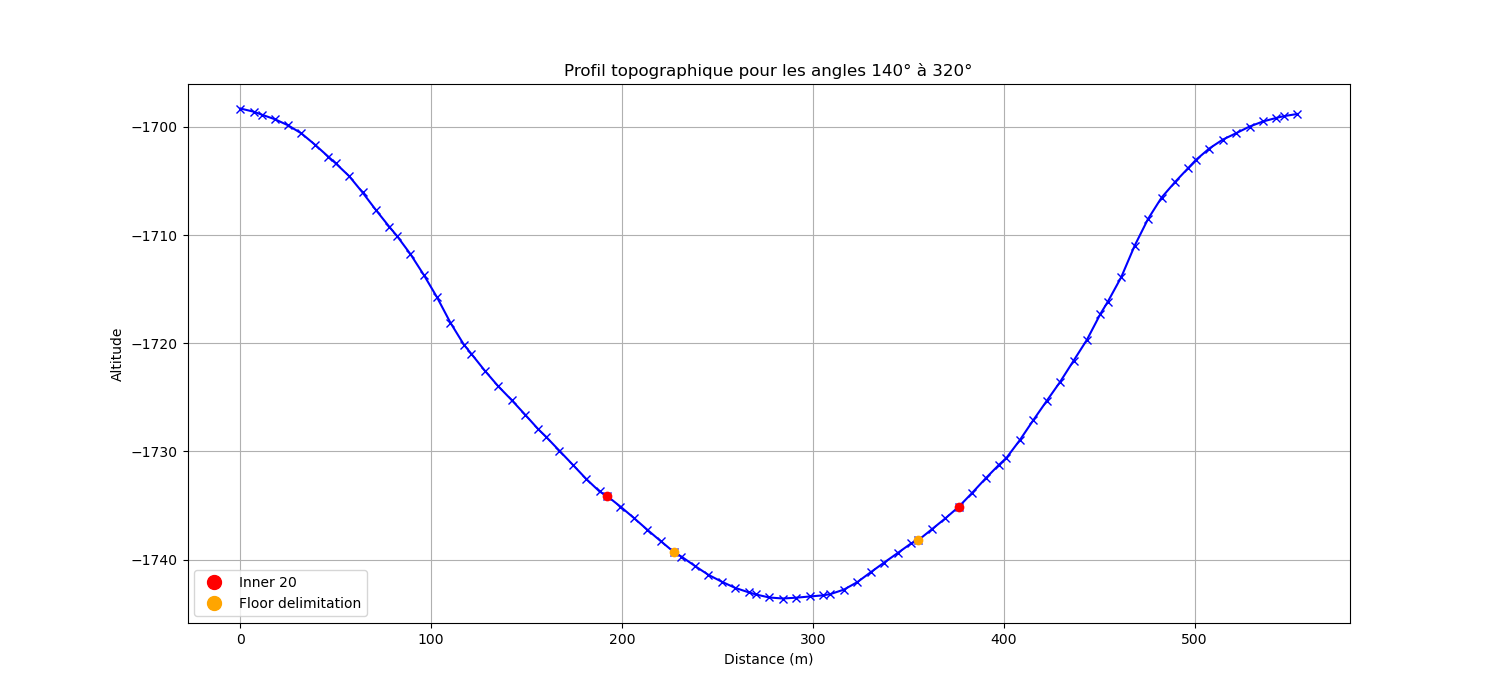 Profil topographique pour les angles 140° à 320°
−1700
−1710
−1720
−1730
−1740
Altitude
Inner 20
Floor delimitation
0
100
200
300
400
500
Distance (m)